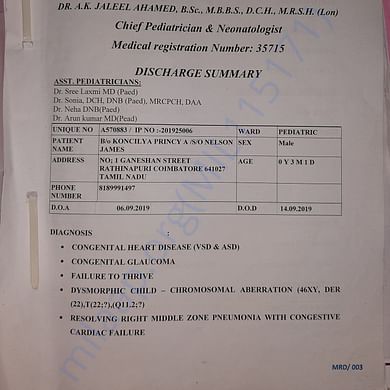 DR. A.K. JALEEL AHAMED, B.Sc., M.B.B.S., D.C.H., M.R.S.H. (Lon)
Chief Pediatrician & Neonatologist
Medical registration Number: 35715
DISCHARGE SUMMARY
ASST. PEDIATRICIANS:
Dr. Sree Laxmi MD (Paed)
Dr. Sonia, DCH, DNB (Paed), MRCPCH, DAA
Dr. Neha DNB(Paed)
Dr. Arun kumar MD(Pead)
UNIQUE NO A570883 / IP NO :-201925006 WARD PEDIATRIC
PATIENT NAME B/o KONCILYA PRINCY A /S/O NELSON JAMES SEX Male
ADDRESS NO; 1 GANESHAN STREET RATHINAPURI COIMBATORE 641027 TAMIL NADU AGE 0 Y 3 M 1 D
PHONE NUMBER 8189991497
D.O.A 06.09.2019 D.O.D 14.09.2019
DIAGNOSIS :
• CONGENITAL HEART DISEASE (VSD & ASD)
• CONGENITAL GLAUCOMA
• FAILURE TO THRIVE
• DYSMORPHIC CHILD – CHROMOSOMAL ABERRATION (46XY, DER
(22),T(22;?),(Q11.2;?)
• RESOLVING RIGHT MIDDLE ZONE PNEUMONIA WITH CONGESTIVE
CARDIAC FAILURE
MRD/ 003